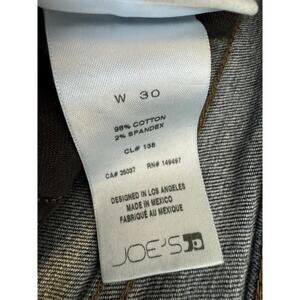 W 30
98% COTTON
2% SPANDEX
CL# 138
CA# 35037 RN# 149497
DESIGNED IN LOS ANGELES
MADE IN MEXICO
FABRIQUÉ AU MEXIQUE
JOE'S